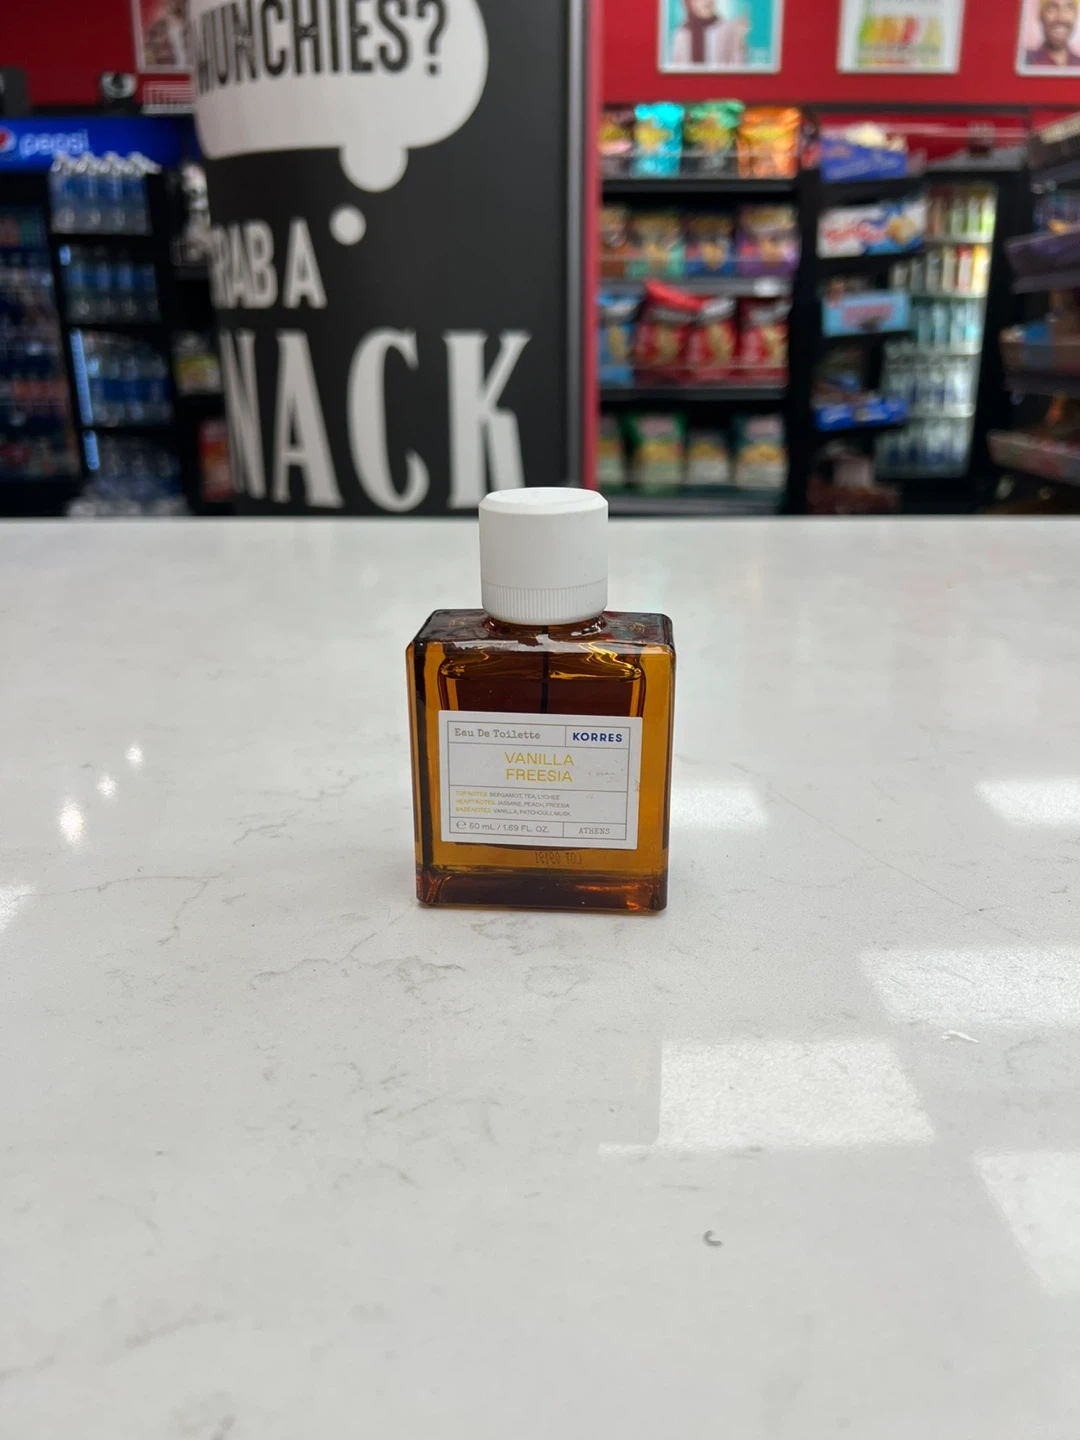 MUNCHIES?
pepsi
GRAB A
SNACK
Eau De Toilette
KORRES
VANILLA
FREESIA
TOP NOTES: BERGAMOT, TEA, LYCHEE
HEART NOTES: JASMINE, PEACH, FREESIA
BASE NOTES: VANILLA, PATCHOULI, MUSK
℮ 50 mL / 1.69 FL. OZ.
ATHENS